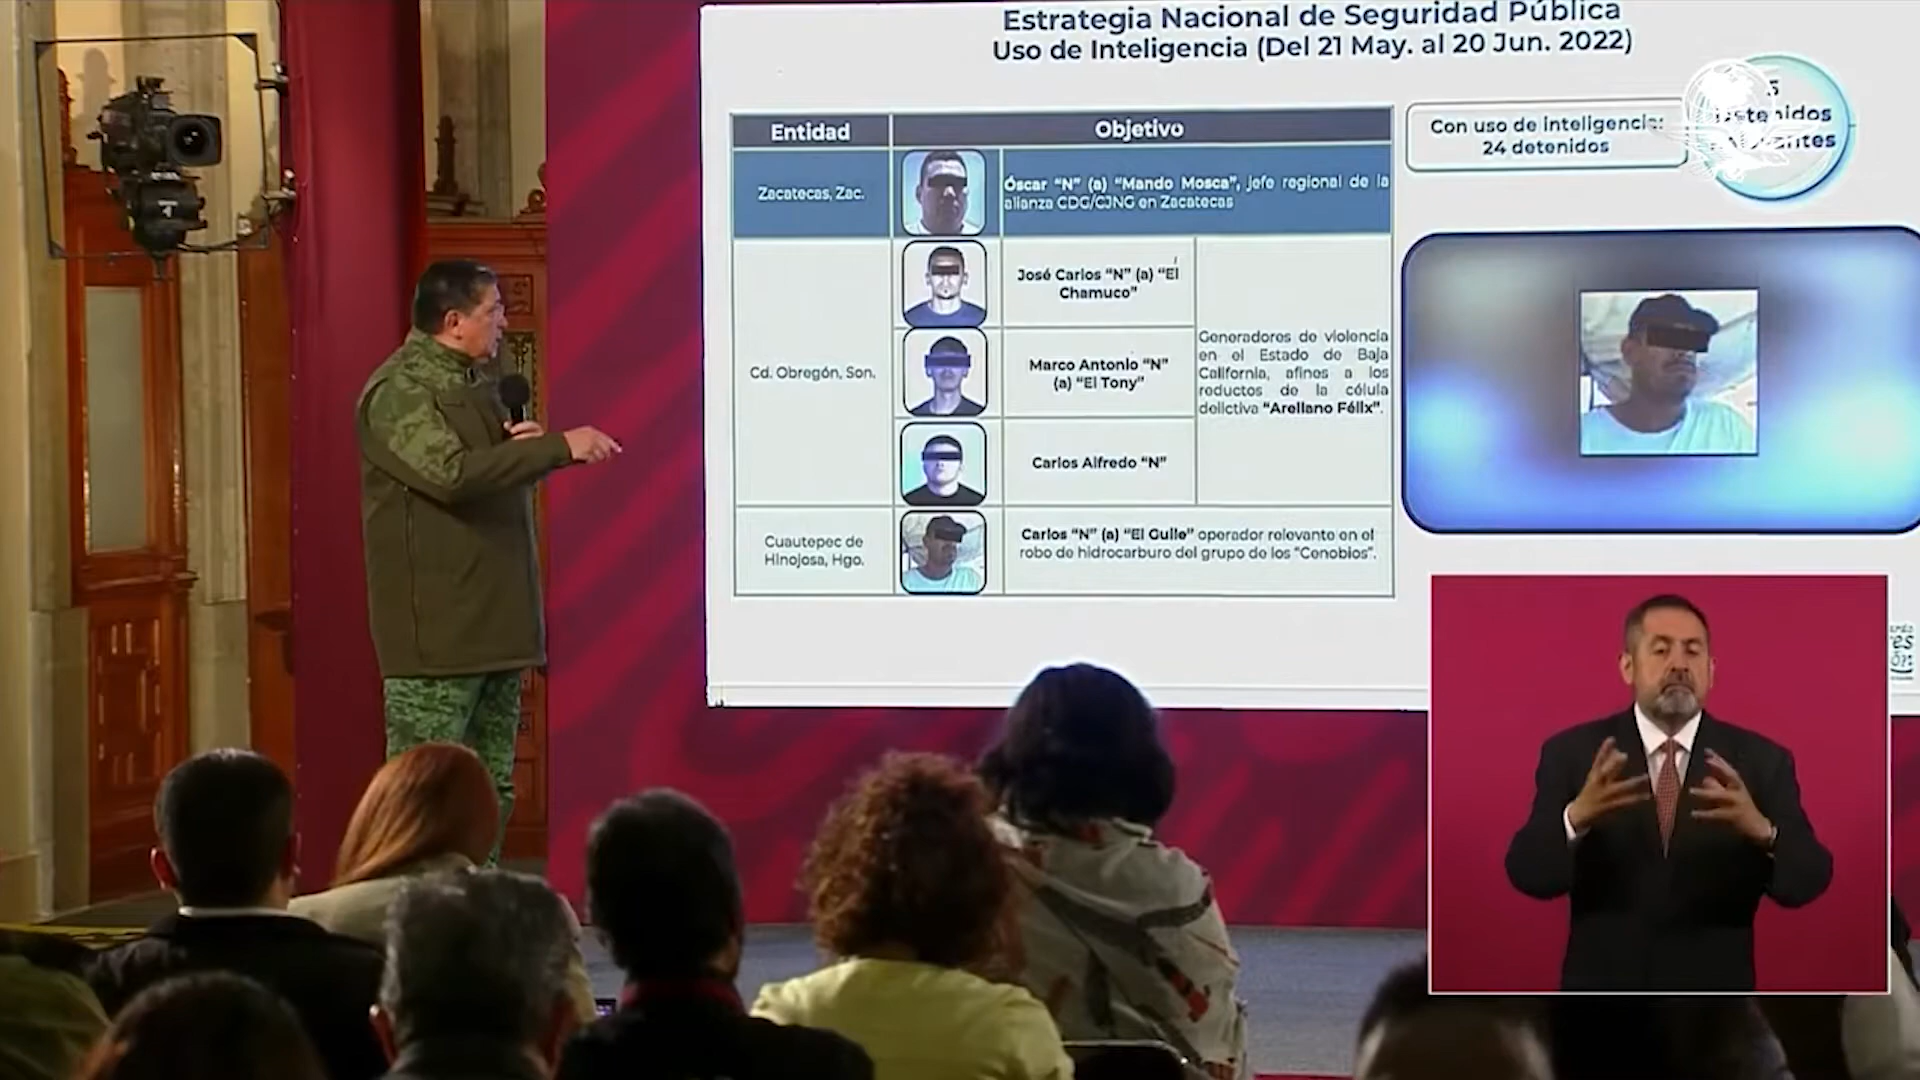 Estrategia Nacional de Seguridad Pública
Uso de Inteligencia (Del 21 May. al 20 Jun. 2022)
Entidad
Objetivo
Con uso de inteligencia:
24 detenidos
Zacatecas, Zac.
Óscar “N” (a) “Mando Mosca”, jefe regional de la
alianza CDG/CJNG en Zacatecas
Cd. Obregón, Son.
José Carlos “N” (a) “El
Chamuco”
Marco Antonio “N”
(a) “El Tony”
Carlos Alfredo “N”
Generadores de violencia
en el Estado de Baja
California, afines a los
reductos de la célula
delictiva “Arellano Félix”.
Cuautepec de
Hinojosa, Hgo.
Carlos “N” (a) “El Guile” operador relevante en el
robo de hidrocarburo del grupo de los “Cenobios”.